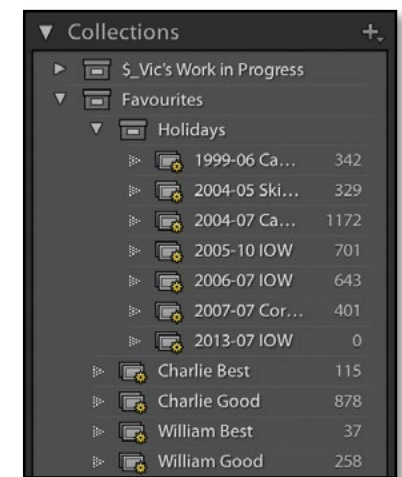 Collections
$_Vic's Work in Progress
Favourites
Holidays
1999-06 Ca... 342
2004-05 Ski... 329
2004-07 Ca... 1172
2005-10 IOW 701
2006-07 IOW 643
2007-07 Cor... 401
2013-07 IOW 0
Charlie Best 115
Charlie Good 878
William Best 37
William Good 258